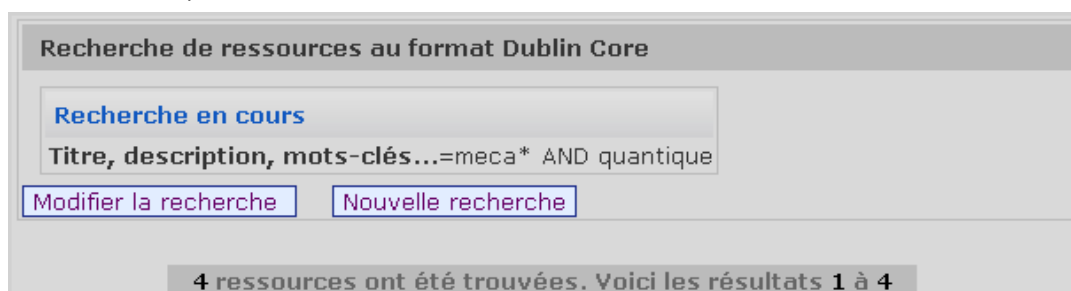 Recherche de ressources au format Dublin Core
Recherche en cours
Titre, description, mots-clés...=meca* AND quantique
Modifier la recherche Nouvelle recherche
4 ressources ont été trouvées. Voici les résultats 1 à 4